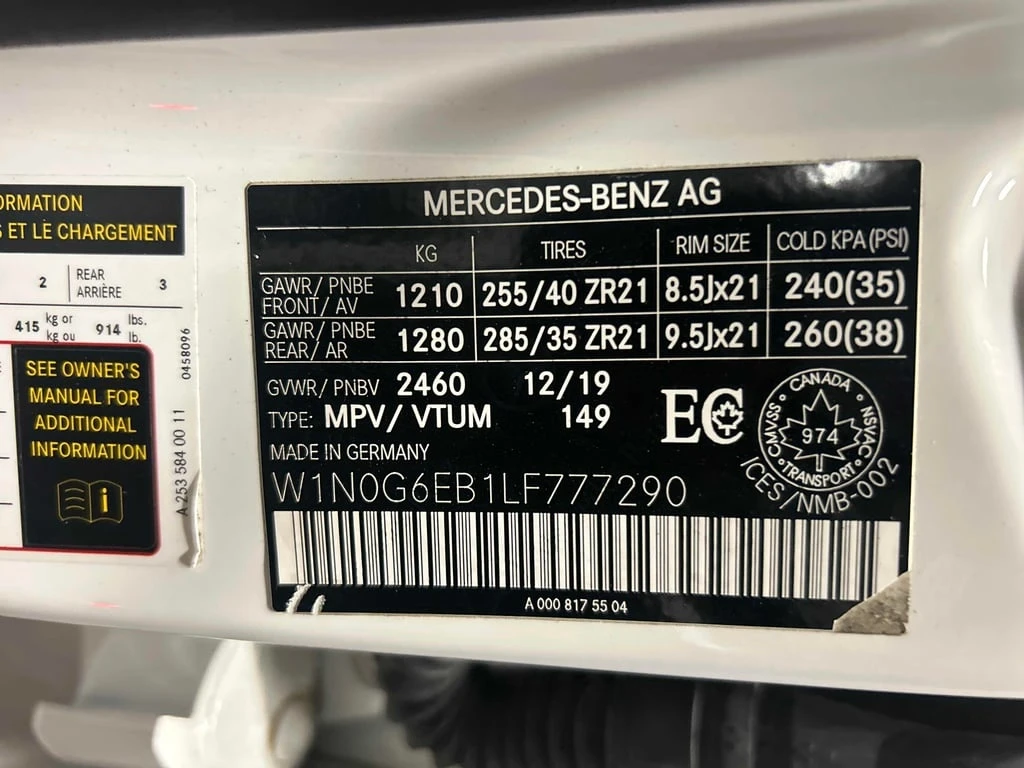 ORMATION
S ET LE CHARGEMENT
2 REAR ARRIÈRE 3
415 kg or kg ou 914 lbs. lb.
SEE OWNER'S
MANUAL FOR
ADDITIONAL
INFORMATION
i
A 253 584 00 11
0458096
MERCEDES-BENZ AG
KG TIRES RIM SIZE COLD KPA (PSI)
GAWR/ PNBE FRONT/ AV 1210 255/40 ZR21 8.5Jx21 240(35)
GAWR/ PNBE REAR/ AR 1280 285/35 ZR21 9.5Jx21 260(38)
GVWR/ PNBV 2460 12/19
TYPE: MPV/ VTUM 149
MADE IN GERMANY
W1N0G6EB1LF777290
EC
CANADA
CMVSS
974
NSVAC
TRANSPORT
ICES/NMB-002
A 000 817 55 04